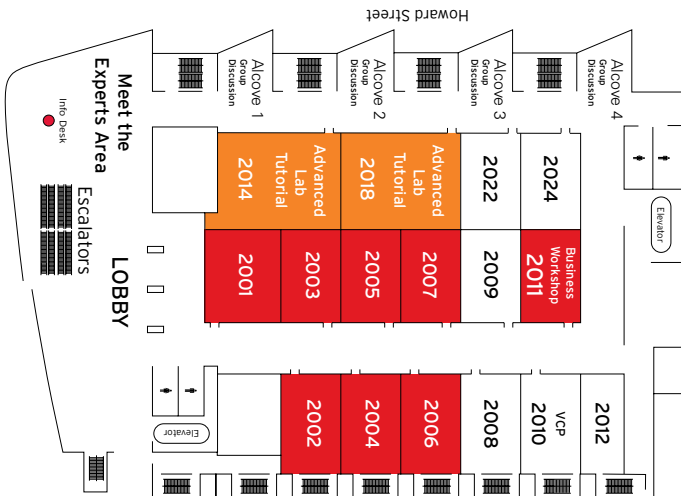 Howard Street
Alcove 1
Group
Discussion
Alcove 2
Group
Discussion
Alcove 3
Group
Discussion
Alcove 4
Group
Discussion
Meet the
Experts Area
Info Desk
Escalators
LOBBY
Advanced
Lab
Tutorial
2014
Advanced
Lab
Tutorial
2018
2022
2024
Elevator
2001
2003
2005
2007
2009
Business
Workshop
2011
Elevator
2002
2004
2006
2008
VCP
2010
2012